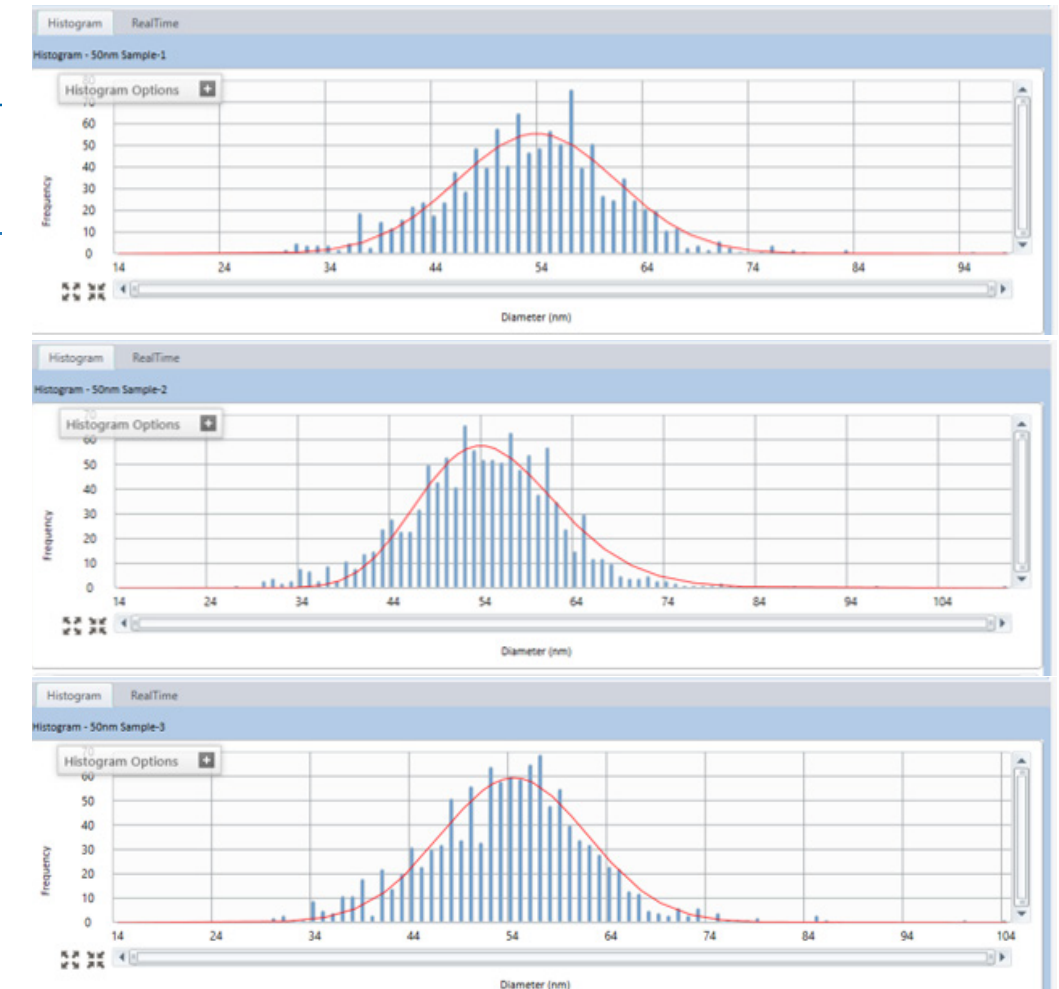 Histogram RealTime
Histogram - 50nm Sample-1
80
Histogram Options
70
60
50
40
30
20
10
0
Frequency
14 24 34 44 54 64 74 84 94
Diameter (nm)
Histogram RealTime
Histogram - 50nm Sample-2
70
Histogram Options
60
50
40
30
20
10
0
Frequency
14 24 34 44 54 64 74 84 94 104
Diameter (nm)
Histogram RealTime
Histogram - 50nm Sample-3
70
Histogram Options
60
50
40
30
20
10
0
Frequency
14 24 34 44 54 64 74 84 94 104
Diameter (nm)